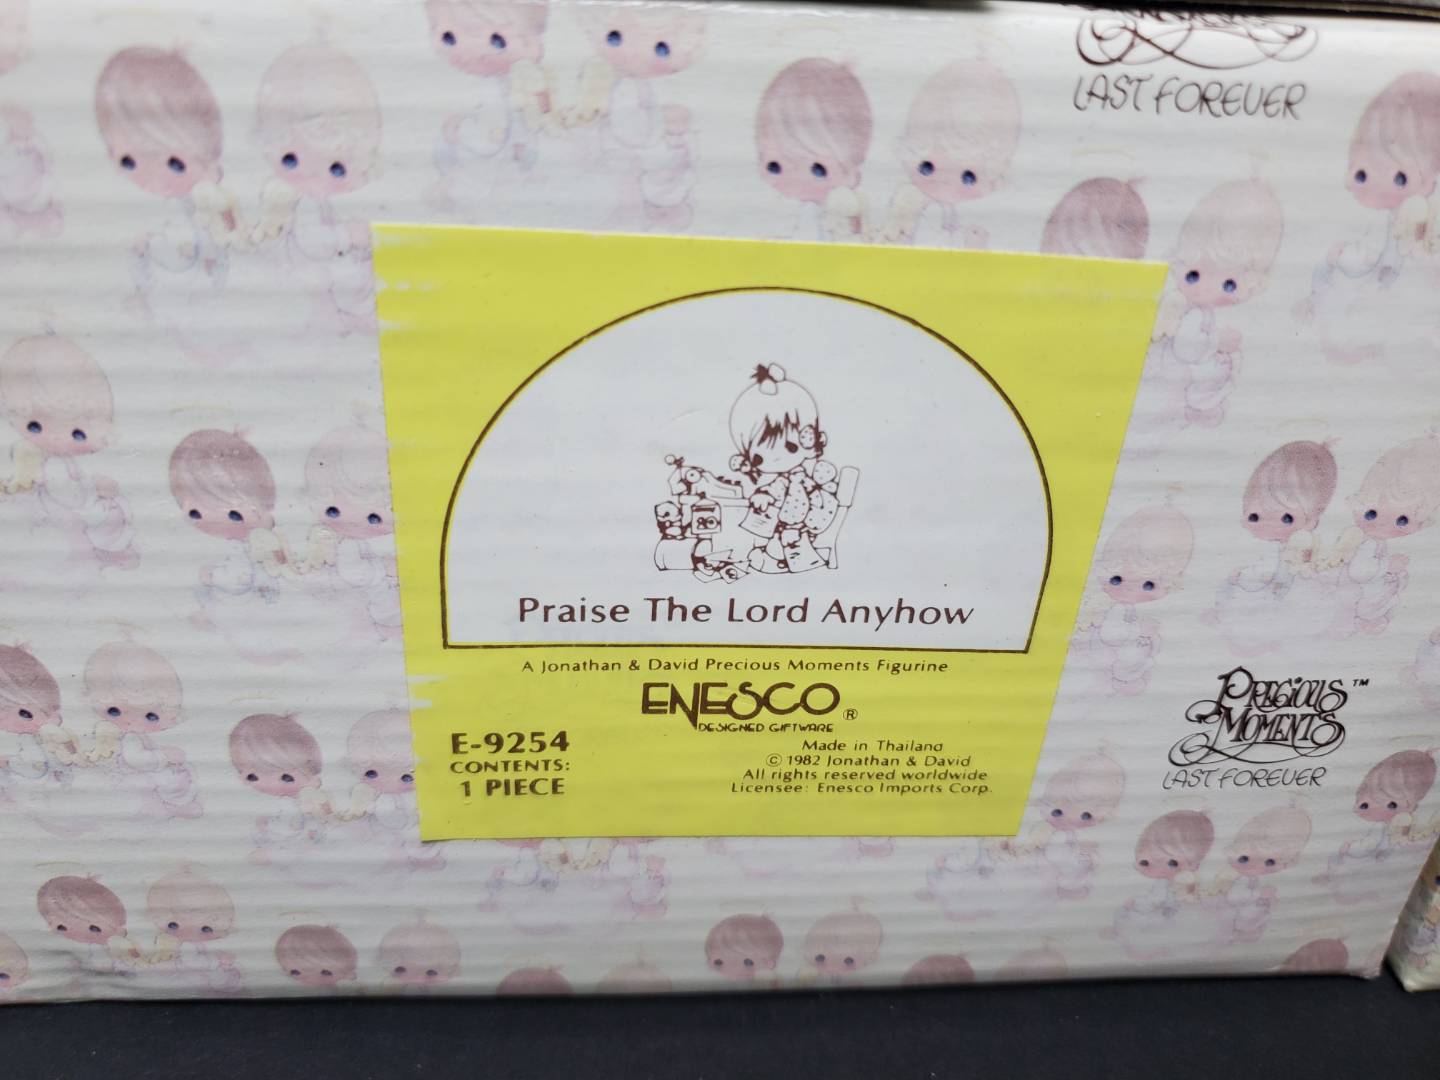 LAST FOREVER
Praise The Lord Anyhow
A Jonathan & David Precious Moments Figurine
ENESCO®
DESIGNED GIFTWARE
E-9254
CONTENTS:
1 PIECE
Made in Thailand
© 1982 Jonathan & David
All rights reserved worldwide
Licensee: Enesco Imports Corp.
PRECIOUS™
MOMENTS
LAST FOREVER